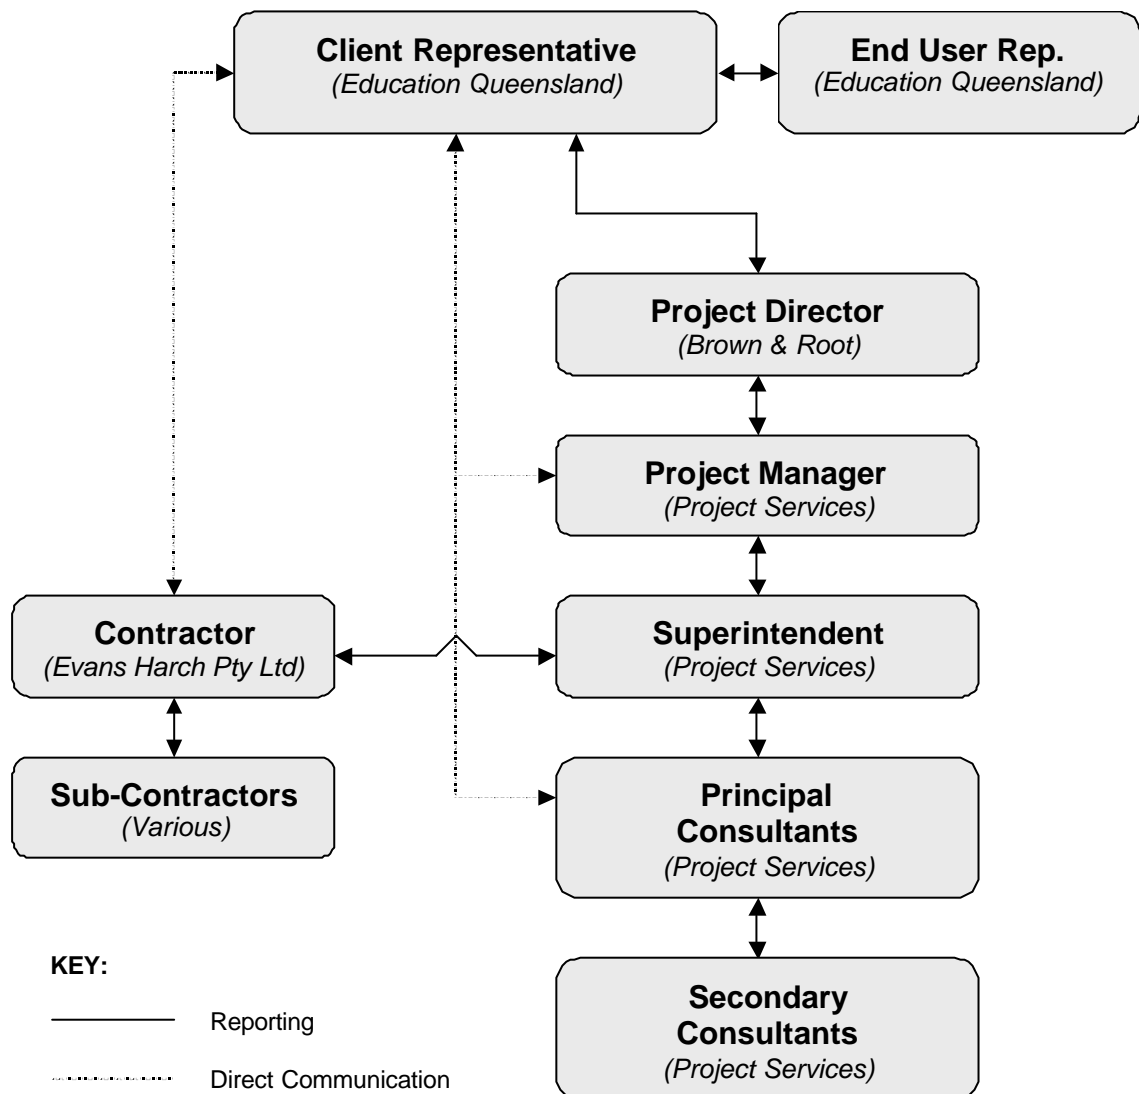 Client Representative
(Education Queensland)
End User Rep.
(Education Queensland)
Project Director
(Brown & Root)
Project Manager
(Project Services)
Contractor
(Evans Harch Pty Ltd)
Superintendent
(Project Services)
Sub-Contractors
(Various)
Principal
Consultants
(Project Services)
Secondary
Consultants
(Project Services)
KEY:
Reporting
Direct Communication